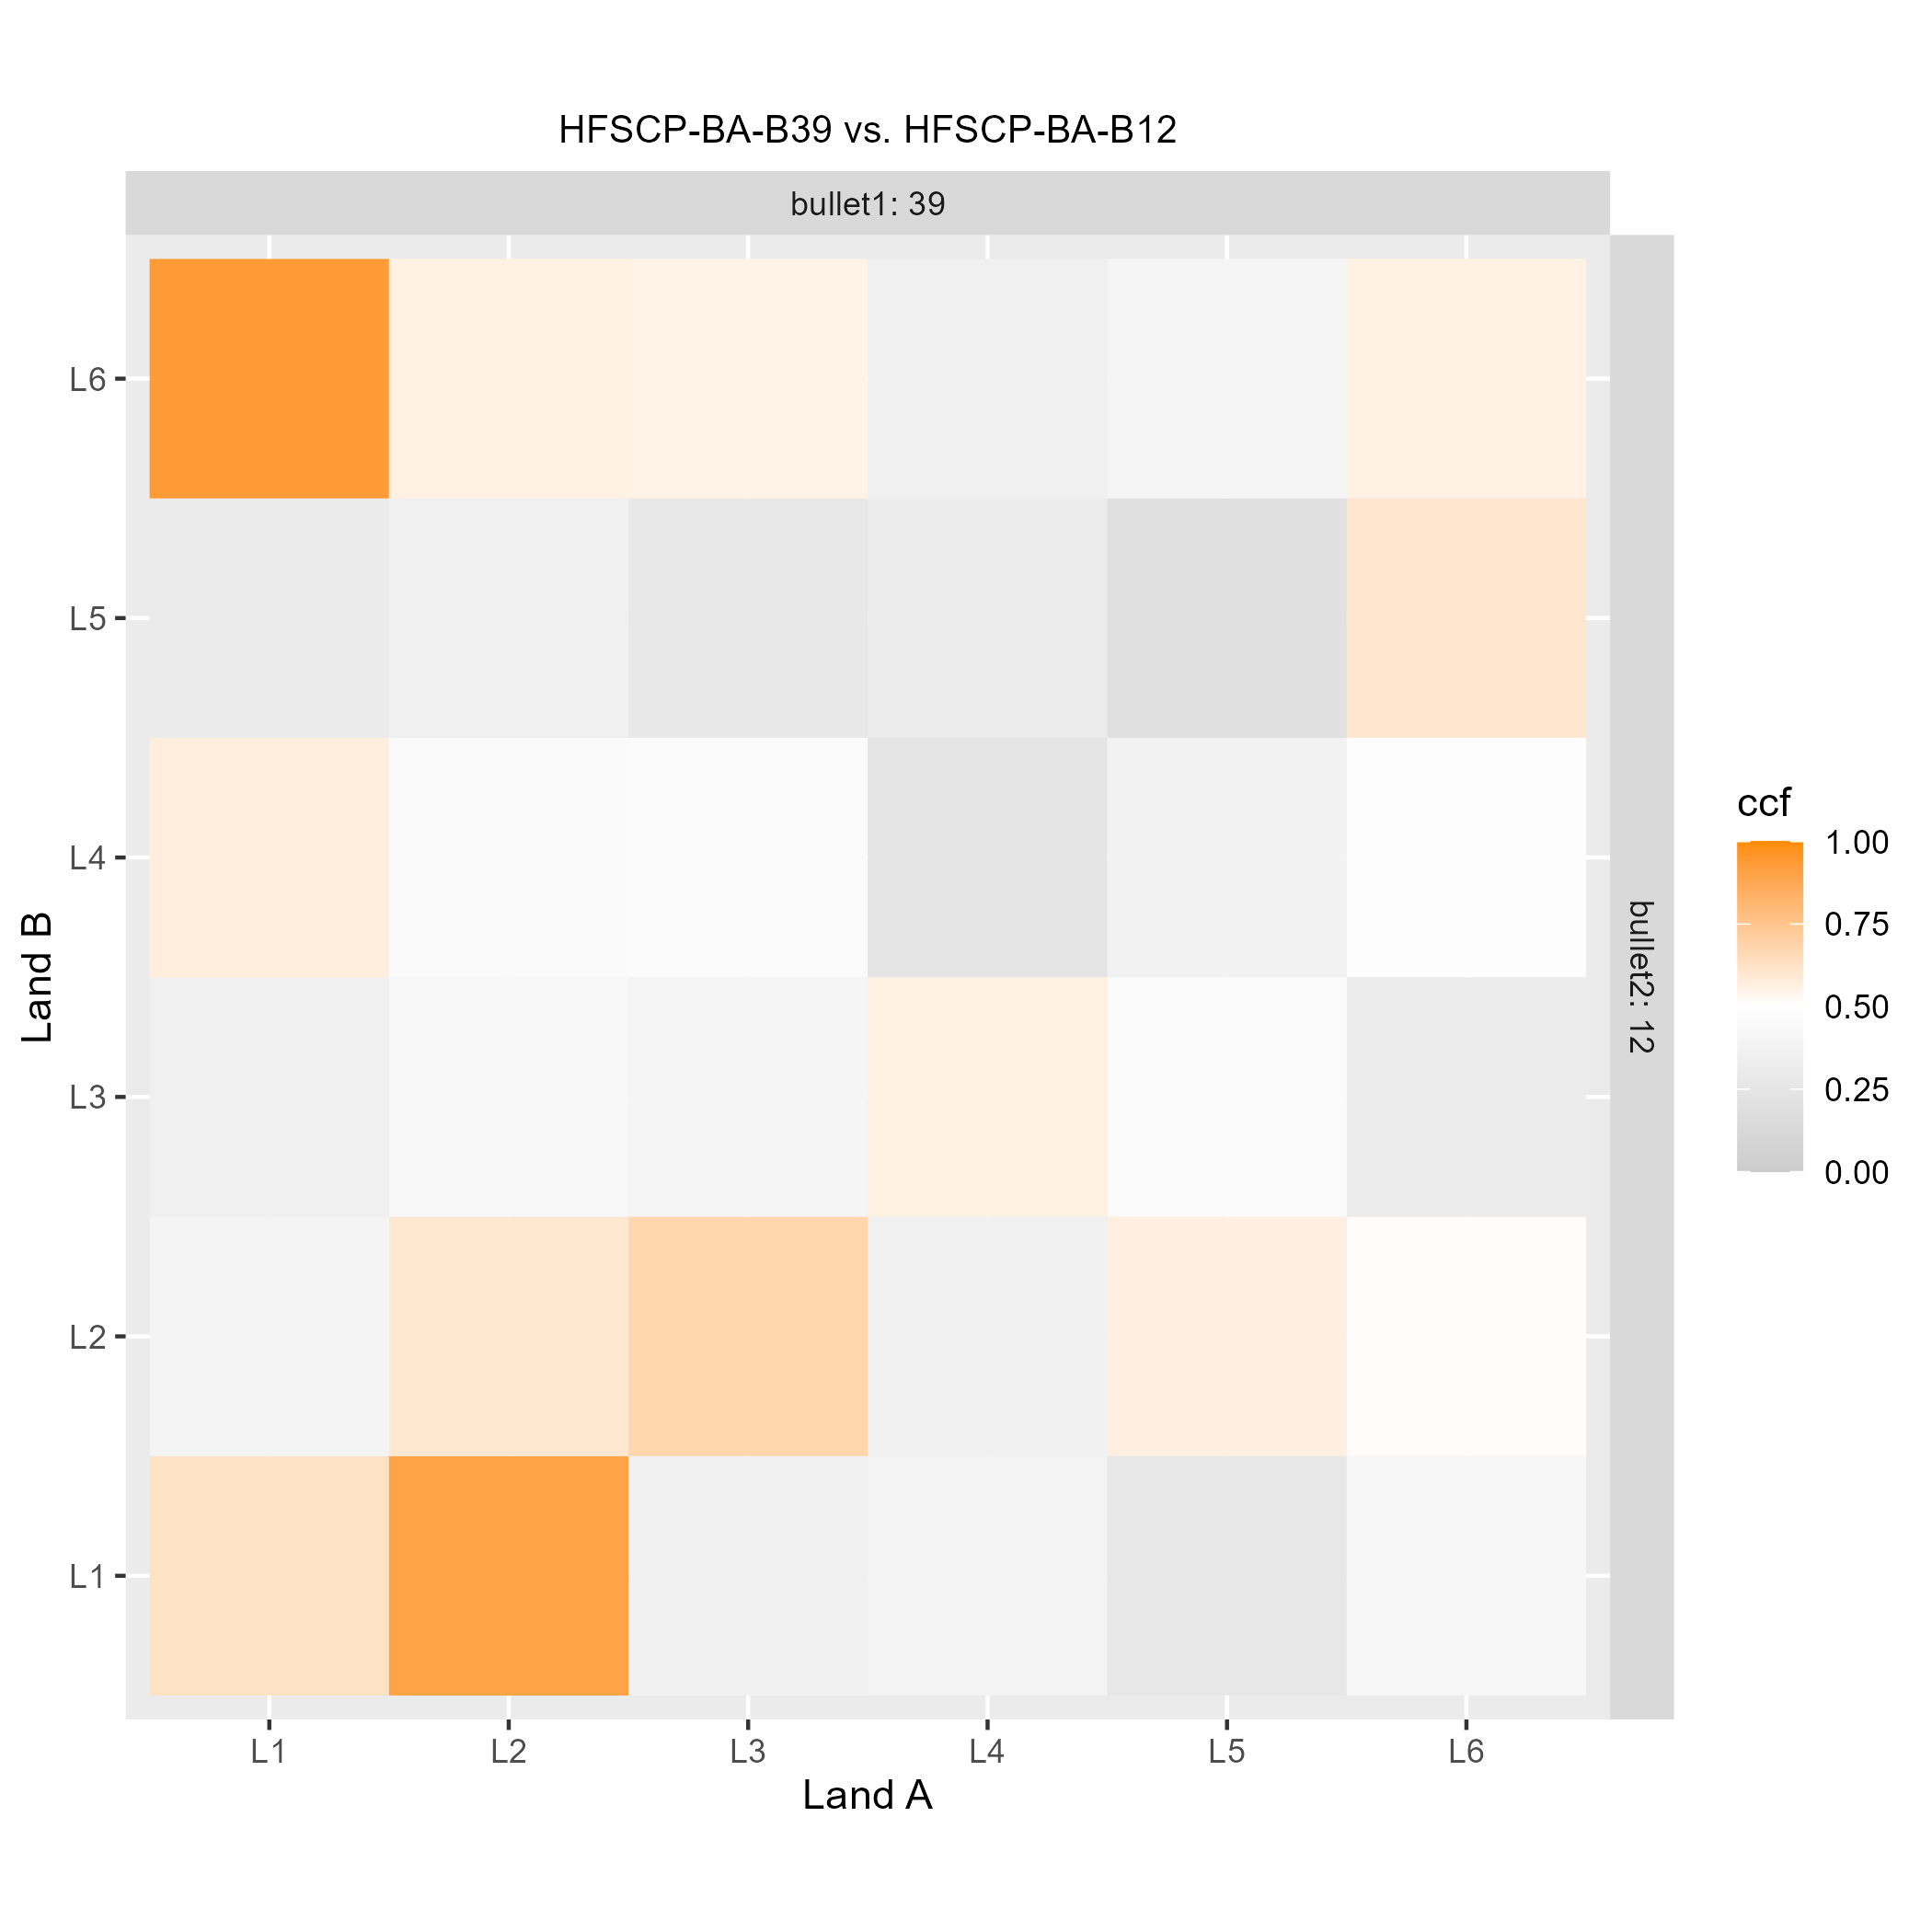 HFSCP-BA-B39 vs. HFSCP-BA-B12
bullet1: 39
L6
L5
L4
L3
L2
L1
Land B
L1 L2 L3 L4 L5 L6
Land A
bullet2: 12
ccf
1.00
0.75
0.50
0.25
0.00